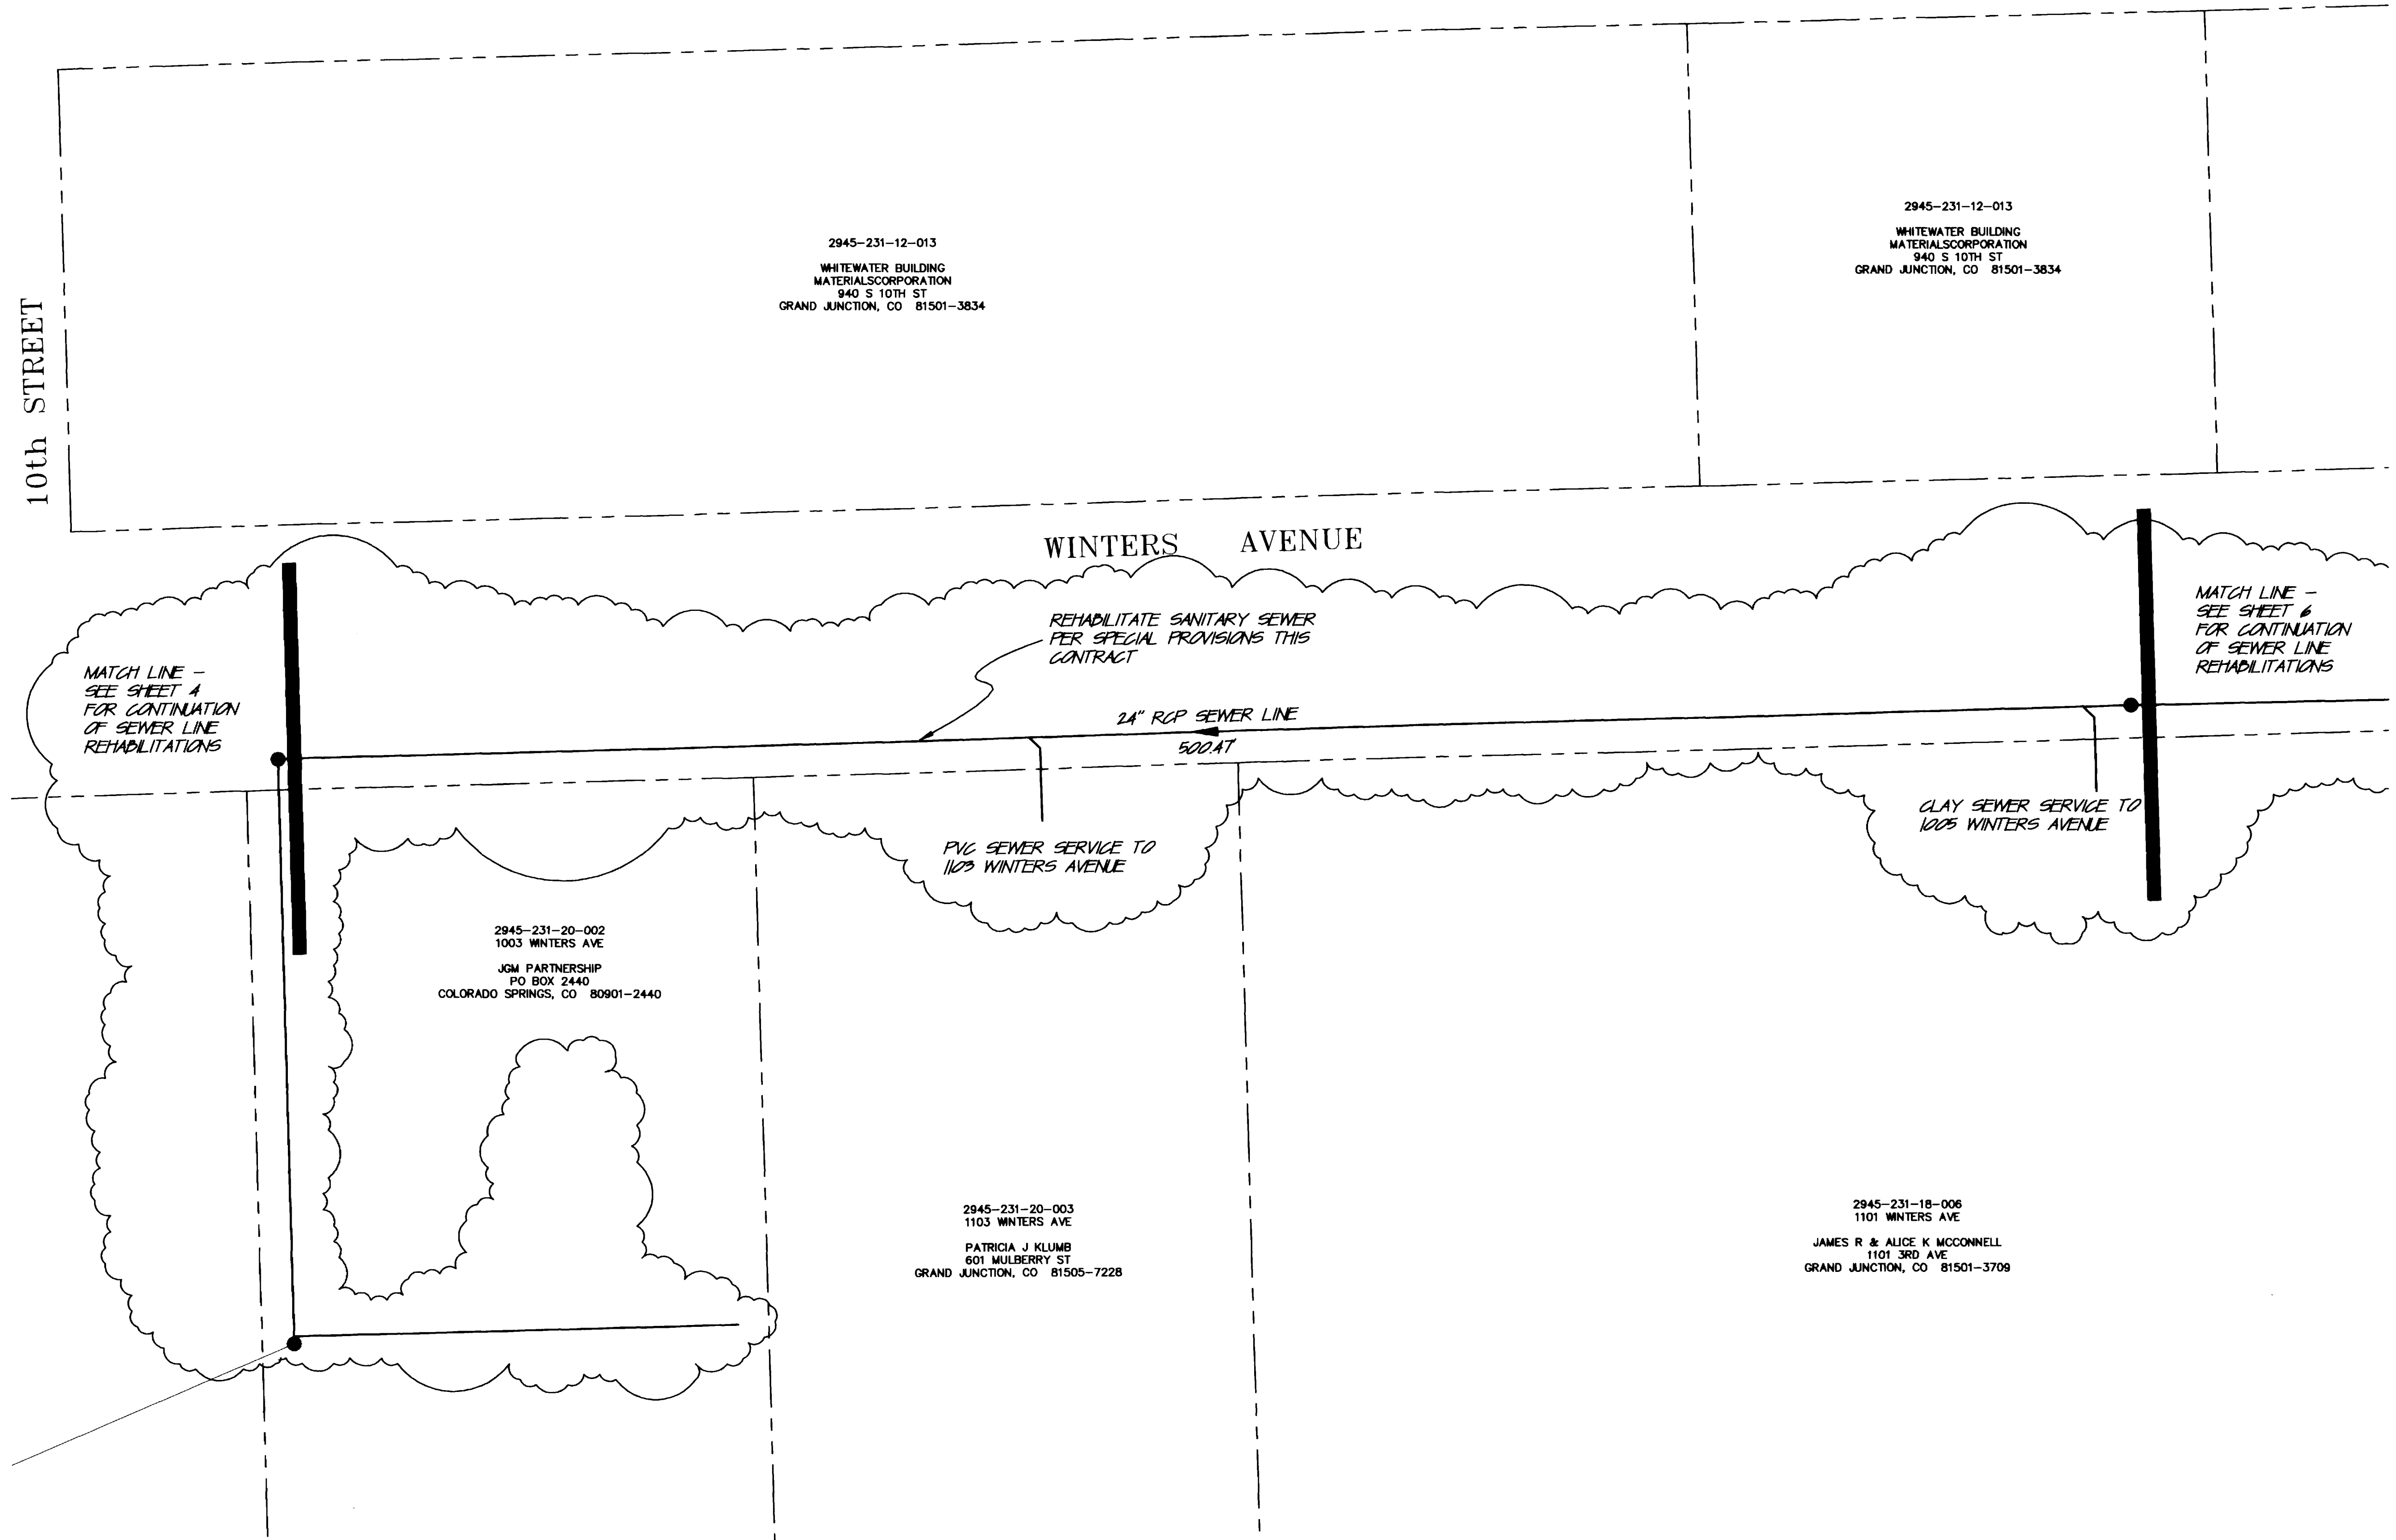 2945-231-12-013
WHITEWATER BUILDING
MATERIALSCORPORATION
940 S 10TH ST
GRAND JUNCTION, CO 81501-3834
2945-231-12-013
WHITEWATER BUILDING
MATERIALSCORPORATION
940 S 10TH ST
GRAND JUNCTION, CO 81501-3834
10th STREET
WINTERS AVENUE
MATCH LINE -
SEE SHEET 4
FOR CONTINUATION
OF SEWER LINE
REHABILITATIONS
REHABILITATE SANITARY SEWER
PER SPECIAL PROVISIONS THIS
CONTRACT
24" RCP SEWER LINE
500.47'
MATCH LINE -
SEE SHEET 6
FOR CONTINUATION
OF SEWER LINE
REHABILITATIONS
PVC SEWER SERVICE TO
1103 WINTERS AVENUE
CLAY SEWER SERVICE TO
1005 WINTERS AVENUE
2945-231-20-002
1003 WINTERS AVE
JGM PARTNERSHIP
PO BOX 2440
COLORADO SPRINGS, CO 80901-2440
2945-231-20-003
1103 WINTERS AVE
PATRICIA J KLUMB
601 MULBERRY ST
GRAND JUNCTION, CO 81505-7228
2945-231-18-006
1101 WINTERS AVE
JAMES R & ALICE K MCCONNELL
1101 3RD AVE
GRAND JUNCTION, CO 81501-3709